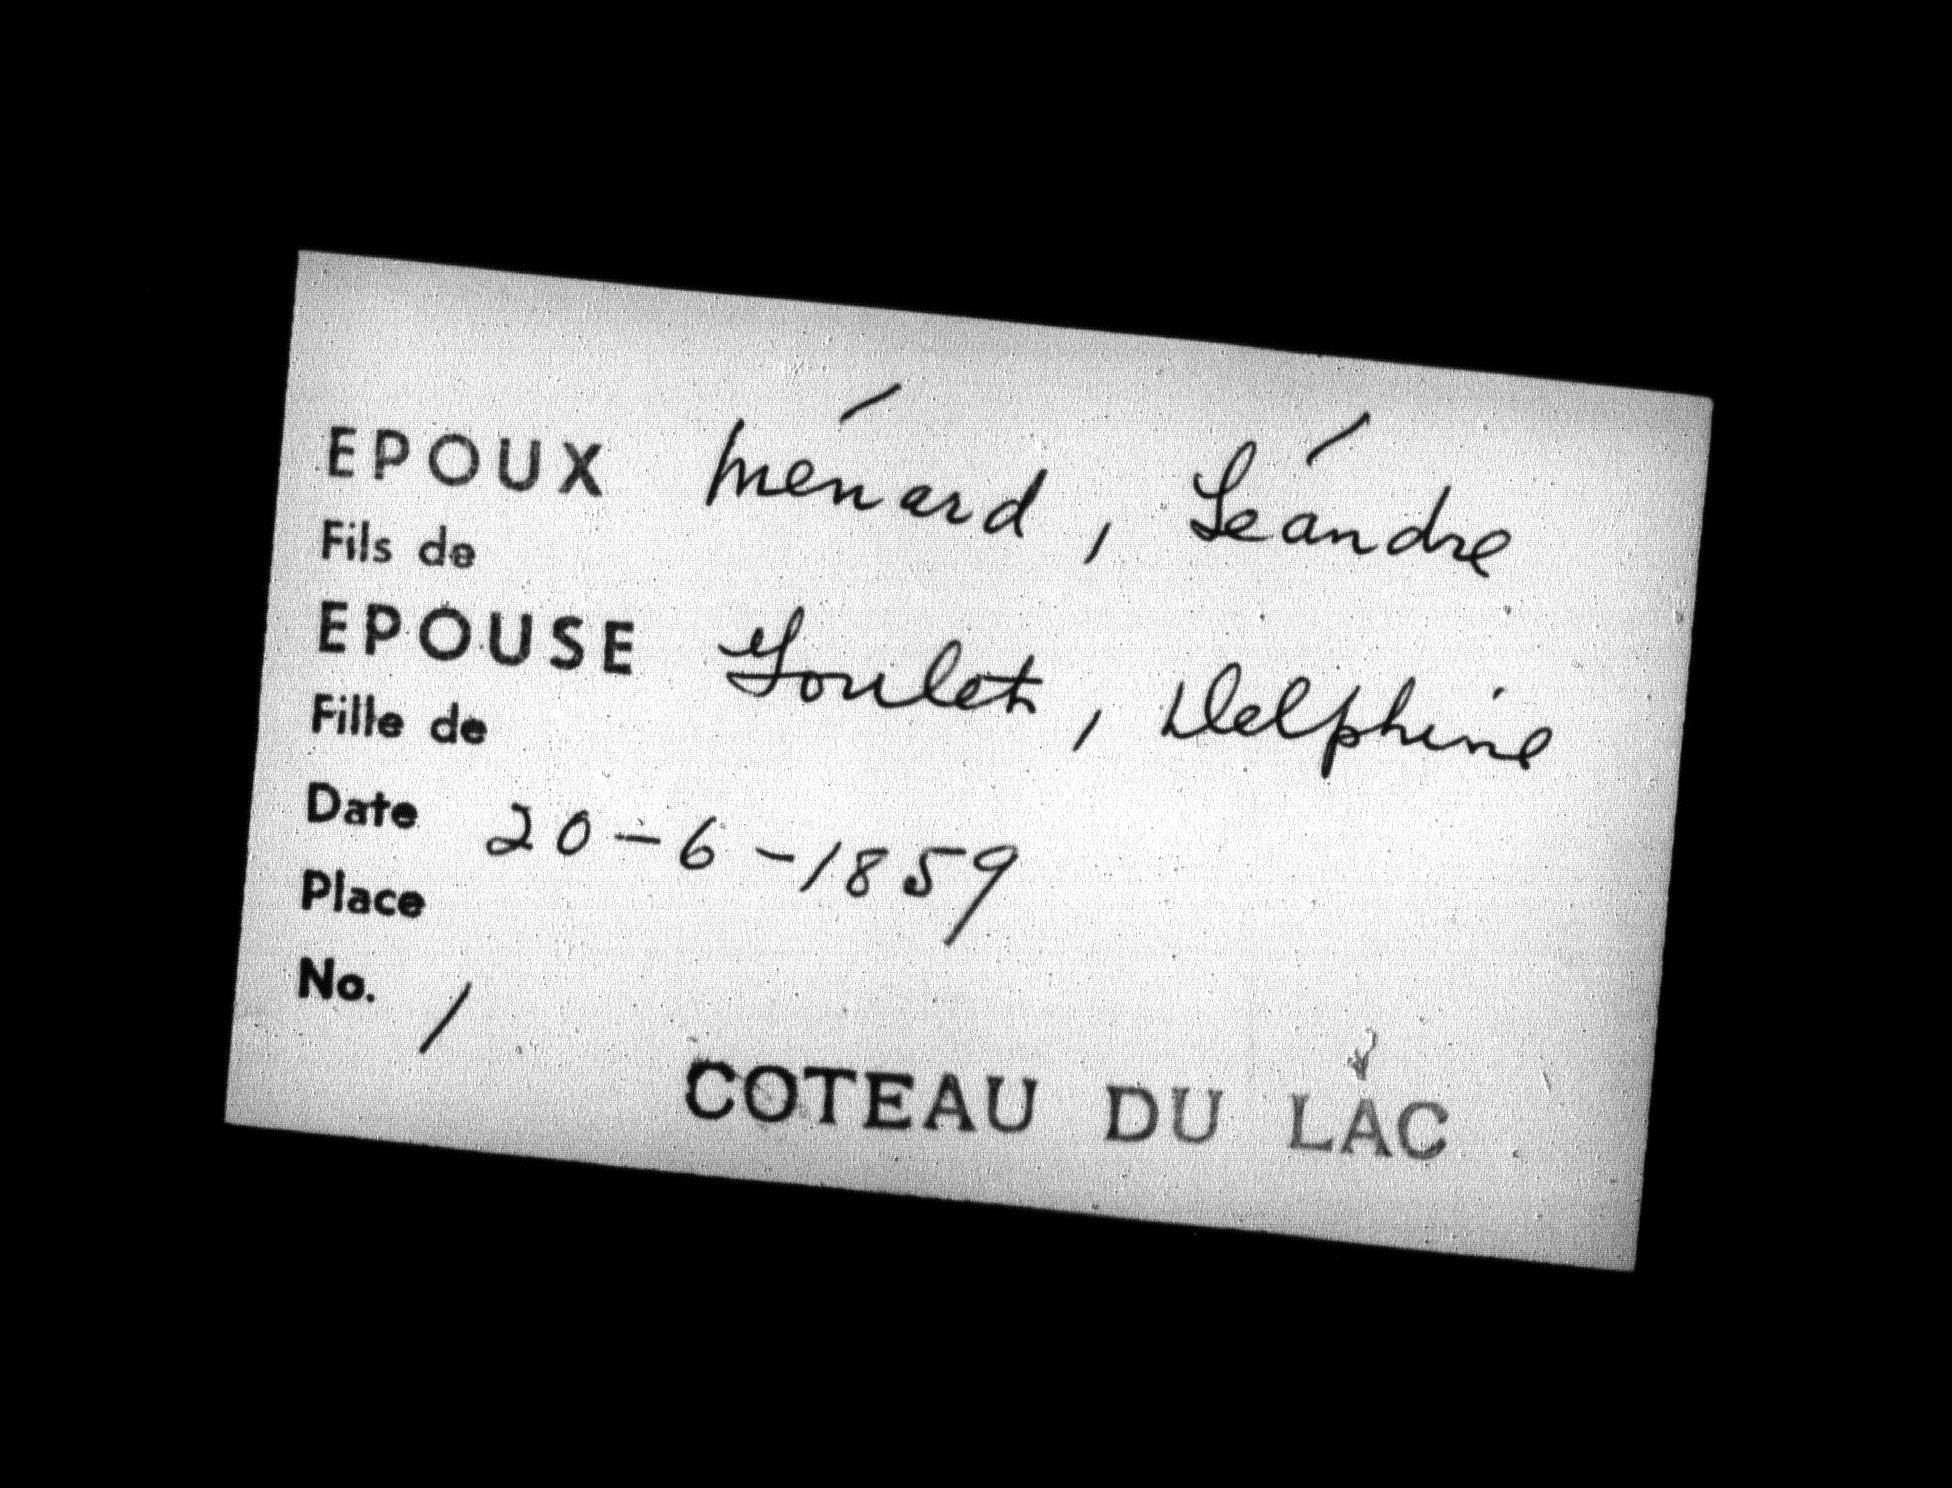 EPOUX Ménard, Léandre
Fils de
EPOUSE Goulet, Delphine
Fille de
Date 20-6-1859
Place
No. 1
COTEAU DU LAC